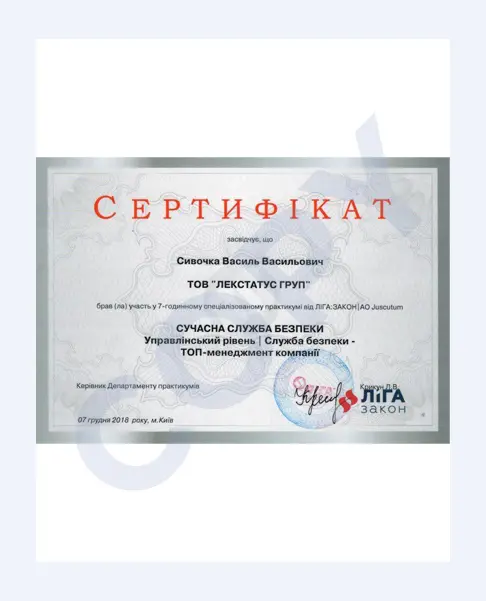 СЕРТИФІКАТ
засвідчує, що
Сивочка Василь Васильович
ТОВ "ЛЕКСТАТУС ГРУП"
брав (ла) участь у 7-годинному спеціалізованому практикумі від ЛІГА:ЗАКОН|АО Juscutum
СУЧАСНА СЛУЖБА БЕЗПЕКИ
Управлінський рівень | Служба безпеки -
ТОП-менеджмент компанії
Керівник Департаменту практикумів
Крикун Л.В.
ЛІГА
ЗАКОН
07 грудня 2018 року, м.Київ